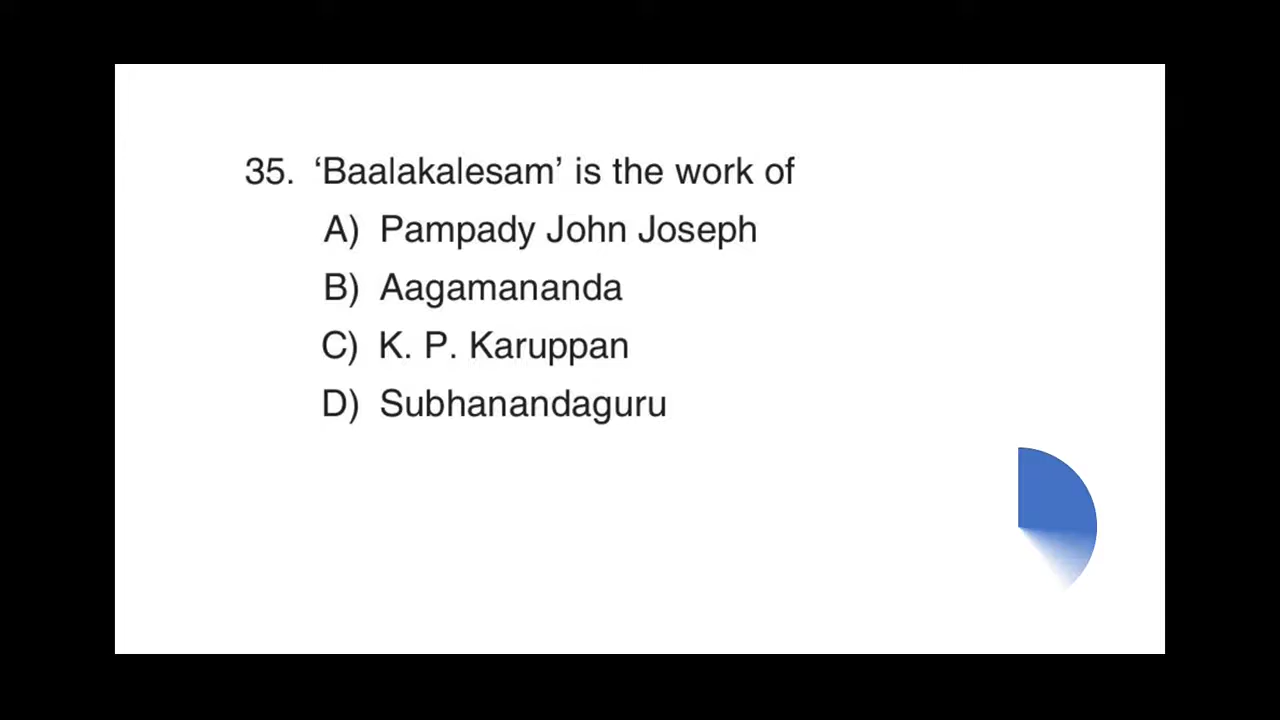 35. ‘Baalakalesam’ is the work of
A) Pampady John Joseph
B) Aagamananda
C) K. P. Karuppan
D) Subhanandaguru